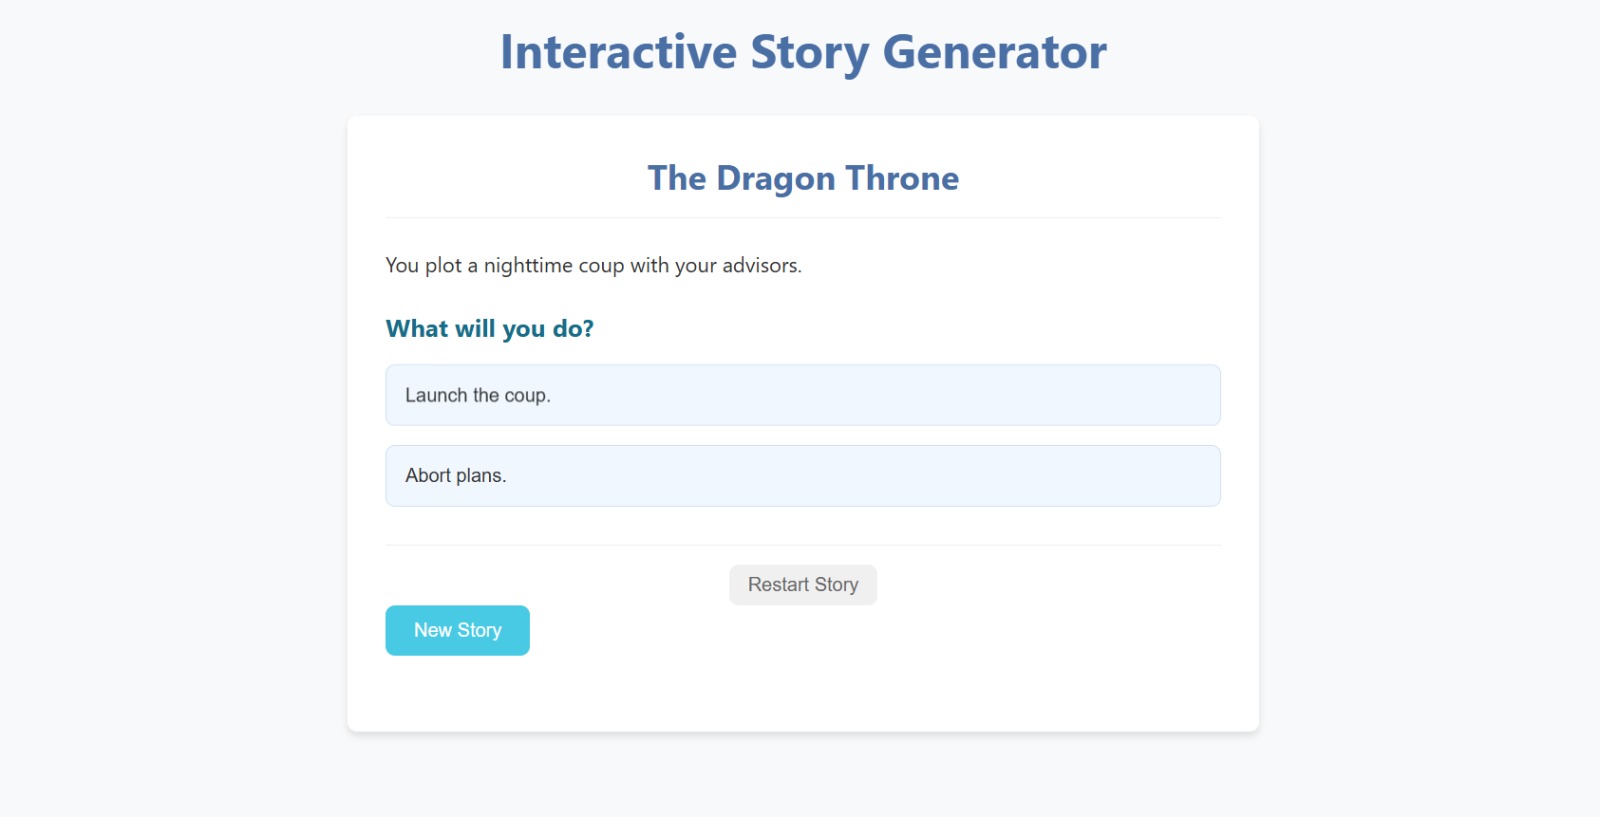 Interactive Story Generator
The Dragon Throne
You plot a nighttime coup with your advisors.
What will you do?
Launch the coup.
Abort plans.
Restart Story
New Story